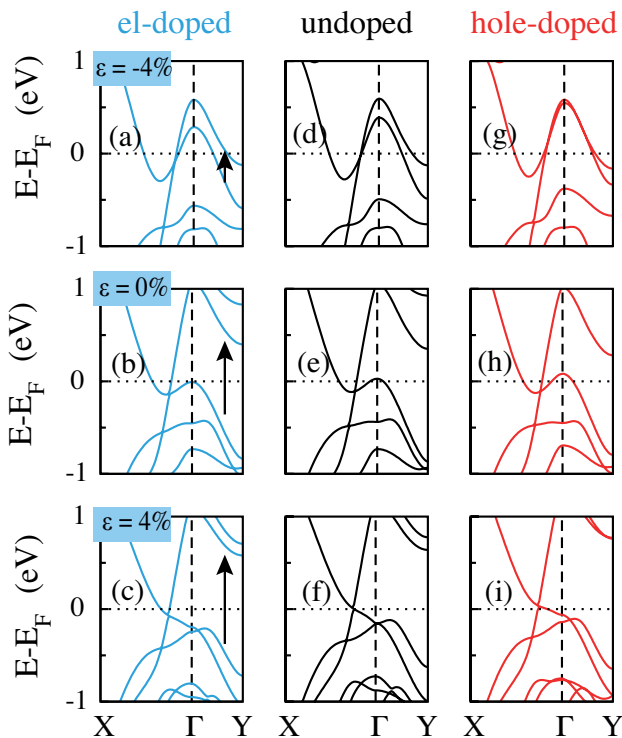 el-doped undoped hole-doped
1 ε = -4%
E-E_F (eV) 0 (a) (d) (g)
-1
1 ε = 0%
E-E_F (eV) 0 (b) (e) (h)
-1
1 ε = 4%
E-E_F (eV) 0 (c) (f) (i)
-1
X Γ Y X Γ Y X Γ Y